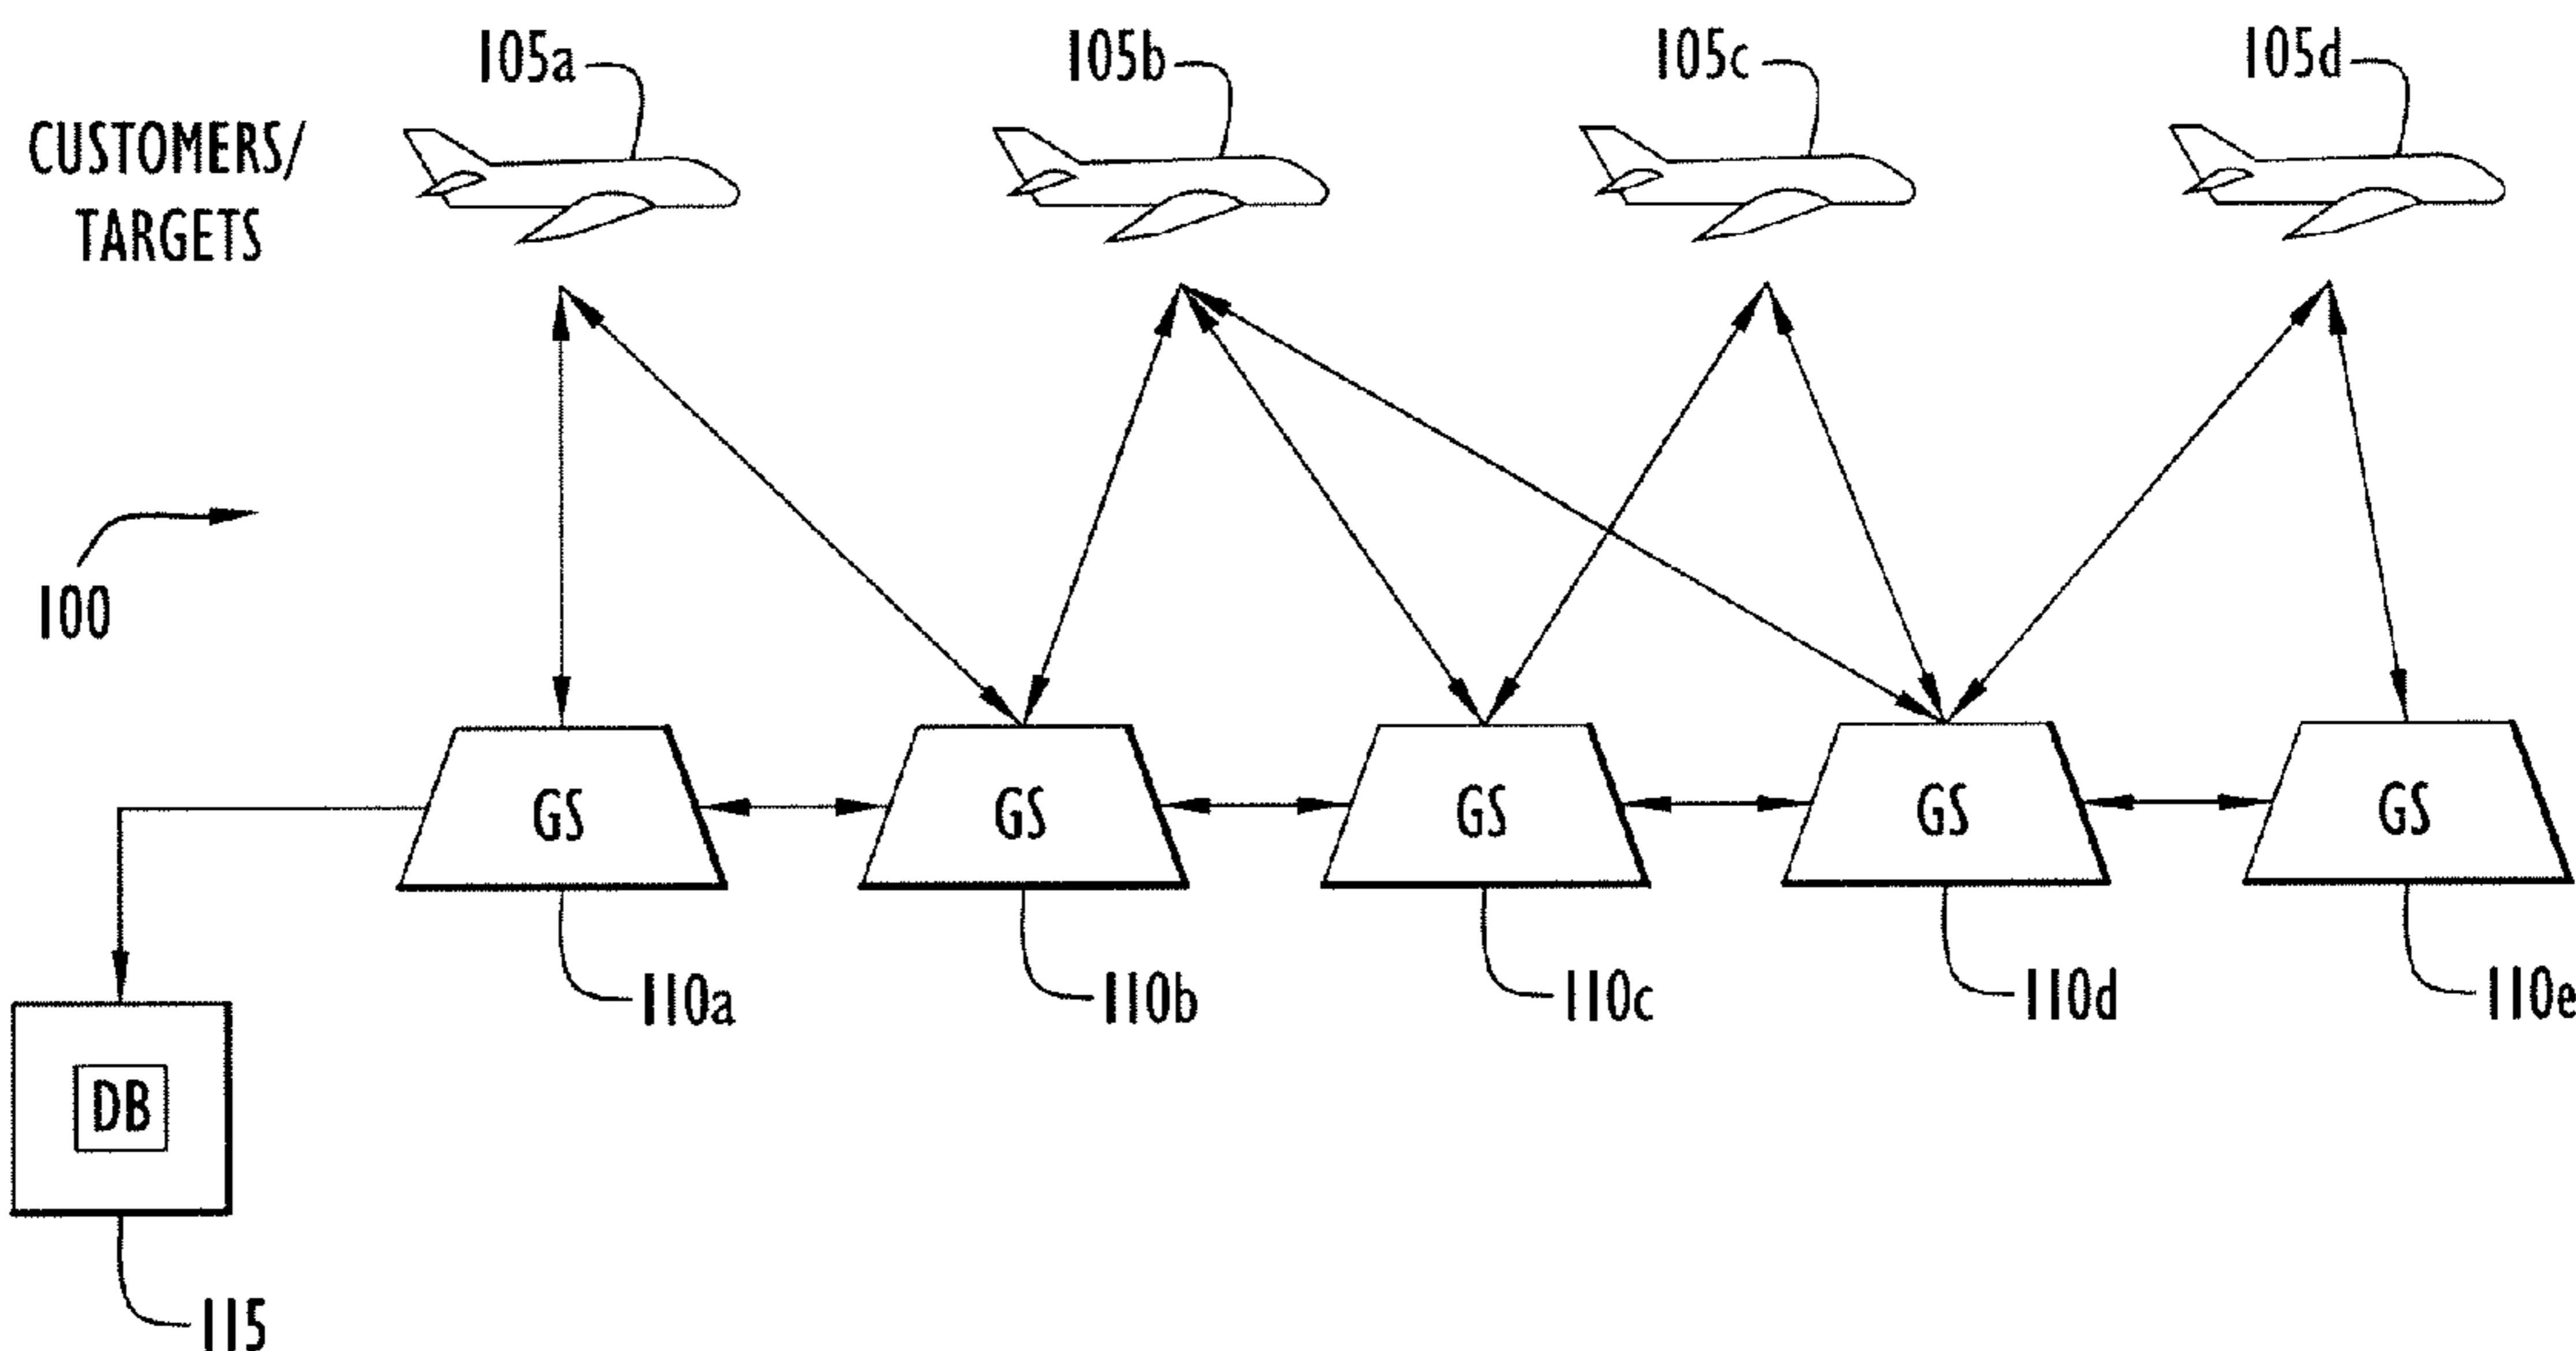 105a
105b
105c
105d
CUSTOMERS/
TARGETS
100
GS
GS
GS
GS
GS
110a
110b
110c
110d
110e
DB
115